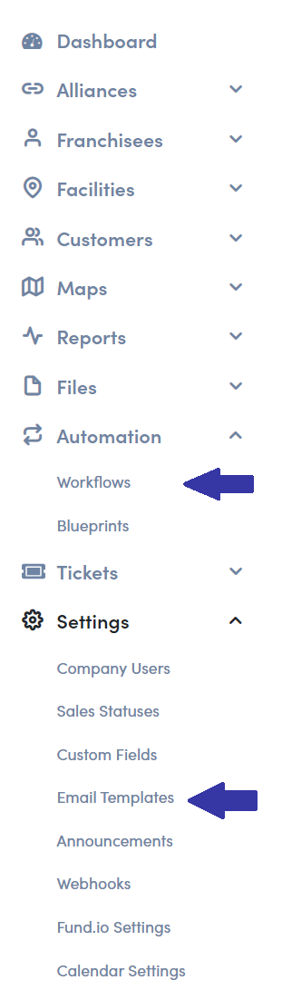 Dashboard
Alliances
Franchisees
Facilities
Customers
Maps
Reports
Files
Automation
Workflows
Blueprints
Tickets
Settings
Company Users
Sales Statuses
Custom Fields
Email Templates
Announcements
Webhooks
Fund.io Settings
Calendar Settings